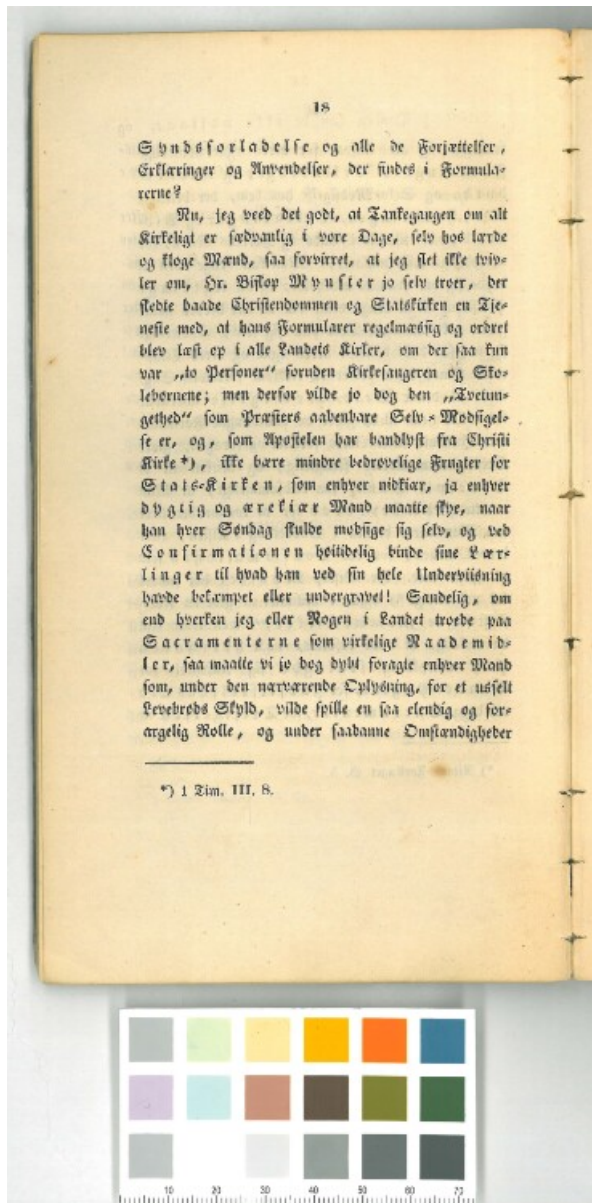 18
Syndsforladelse og alle de Forjættelser,
Erklæringer og Anvendelser, der findes i Formula-
rerne?
Nu, jeg veed det godt, at Tankegangen om alt
Kirkeligt er sædvanlig i vore Dage, selv hos lærde
og kloge Mænd, saa forvirret, at jeg slet ikke tviv-
ler om, Hr. Biskop Mynster jo selv troer, der
skedte baade Christendommen og Statskirken en Tje-
neste med, at hans Formularer regelmæssig og ordret
blev læst op i alle Landets Kirker, om der saa kun
var „to Personer“ foruden Kirkesangeren og Sko-
lebørnene; men derfor vilde jo dog den „Tvetun-
gethed“ som Præsters aabenbare Selv-Modsigel-
se er, og, som Apostelen har bandlyst fra Christi
Kirke *), ikke bære mindre bedrøvelige Frugter for
Stats-Kirken, som enhver nidkiær, ja enhver
dygtig og ærekiær Mand maatte skye, naar
han hver Søndag skulde modsige sig selv, og ved
Confirmationen høitidelig binde sine Lær-
linger til hvad han ved sin hele Underviisning
havde bekæmpet eller undergravet! Sandelig, om
end hverken jeg eller Nogen i Landet troede paa
Sacramenterne som virkelige Naademid-
ler, saa maatte vi jo dog dybt foragte enhver Mand
som, under den nærværende Oplysning, for et usselt
Levebrøds Skyld, vilde spille en saa elendig og for-
argelig Rolle, og under saadanne Omstændigheder
*) 1 Tim. III, 8.
10 20 30 40 50 60 70